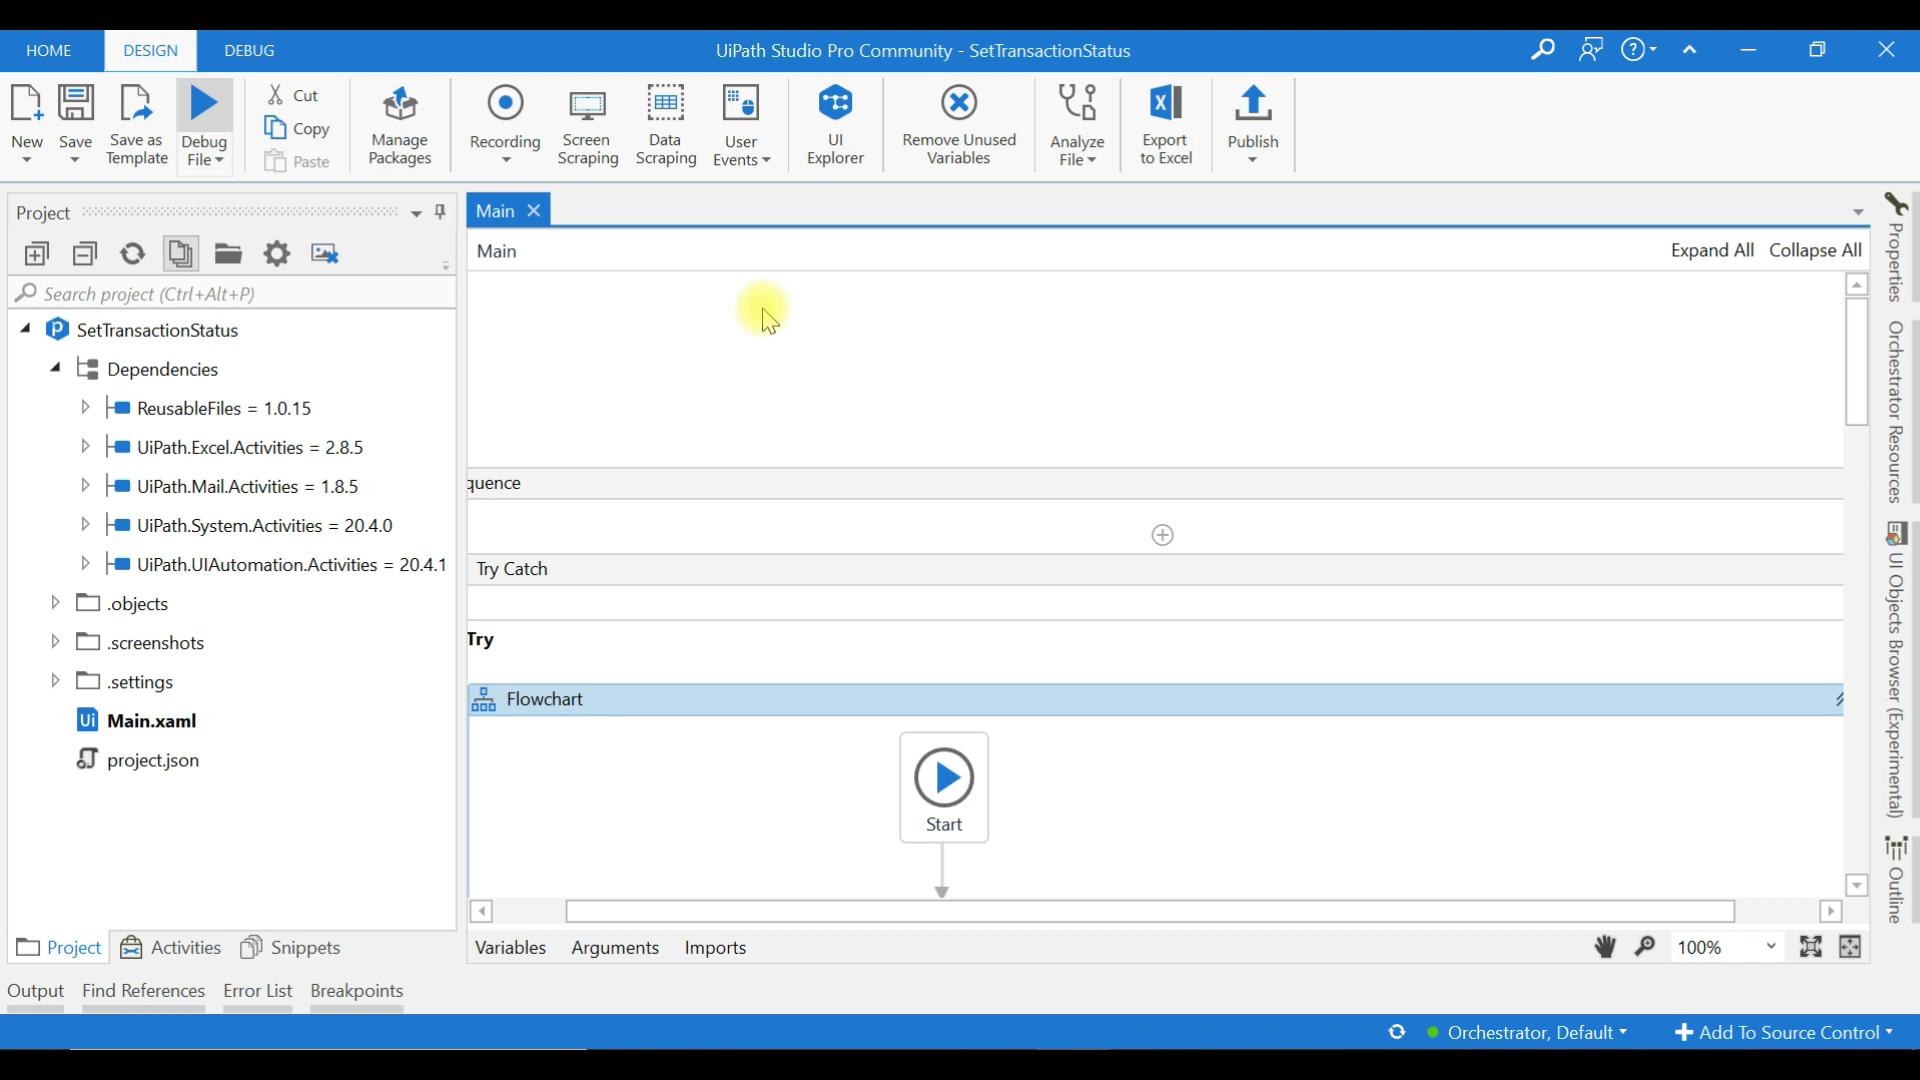 HOME DESIGN DEBUG UiPath Studio Pro Community - SetTransactionStatus
New Save Save as Template Debug File Cut Copy Paste Manage Packages Recording Screen Scraping Data Scraping User Events UI Explorer Remove Unused Variables Analyze File Export to Excel Publish
Project
Search project (Ctrl+Alt+P)
SetTransactionStatus
Dependencies
ReusableFiles = 1.0.15
UiPath.Excel.Activities = 2.8.5
UiPath.Mail.Activities = 1.8.5
UiPath.System.Activities = 20.4.0
UiPath.UIAutomation.Activities = 20.4.1
.objects
.screenshots
.settings
Main.xaml
project.json
Project Activities Snippets
Main
Main Expand All Collapse All
quence
Try Catch
Try
Flowchart
Start
Variables Arguments Imports 100%
Properties
Orchestrator Resources
UI Objects Browser (Experimental)
Outline
Output Find References Error List Breakpoints
Orchestrator, Default Add To Source Control